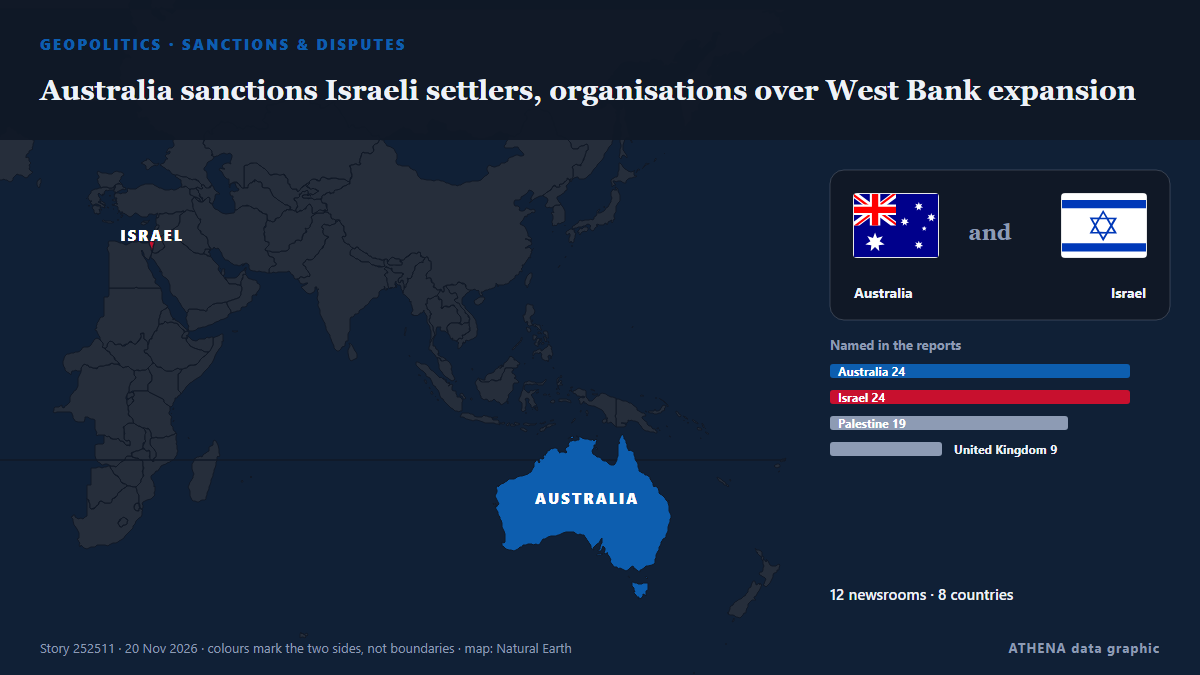 GEOPOLITICS · SANCTIONS & DISPUTES
Australia sanctions Israeli settlers, organisations over West Bank expansion
ISRAEL
AUSTRALIA
and
Australia
Israel
Named in the reports
Australia 24
Israel 24
Palestine 19
United Kingdom 9
12 newsrooms · 8 countries
Story 252511 · 20 Nov 2026 · colours mark the two sides, not boundaries · map: Natural Earth
ATHENA data graphic